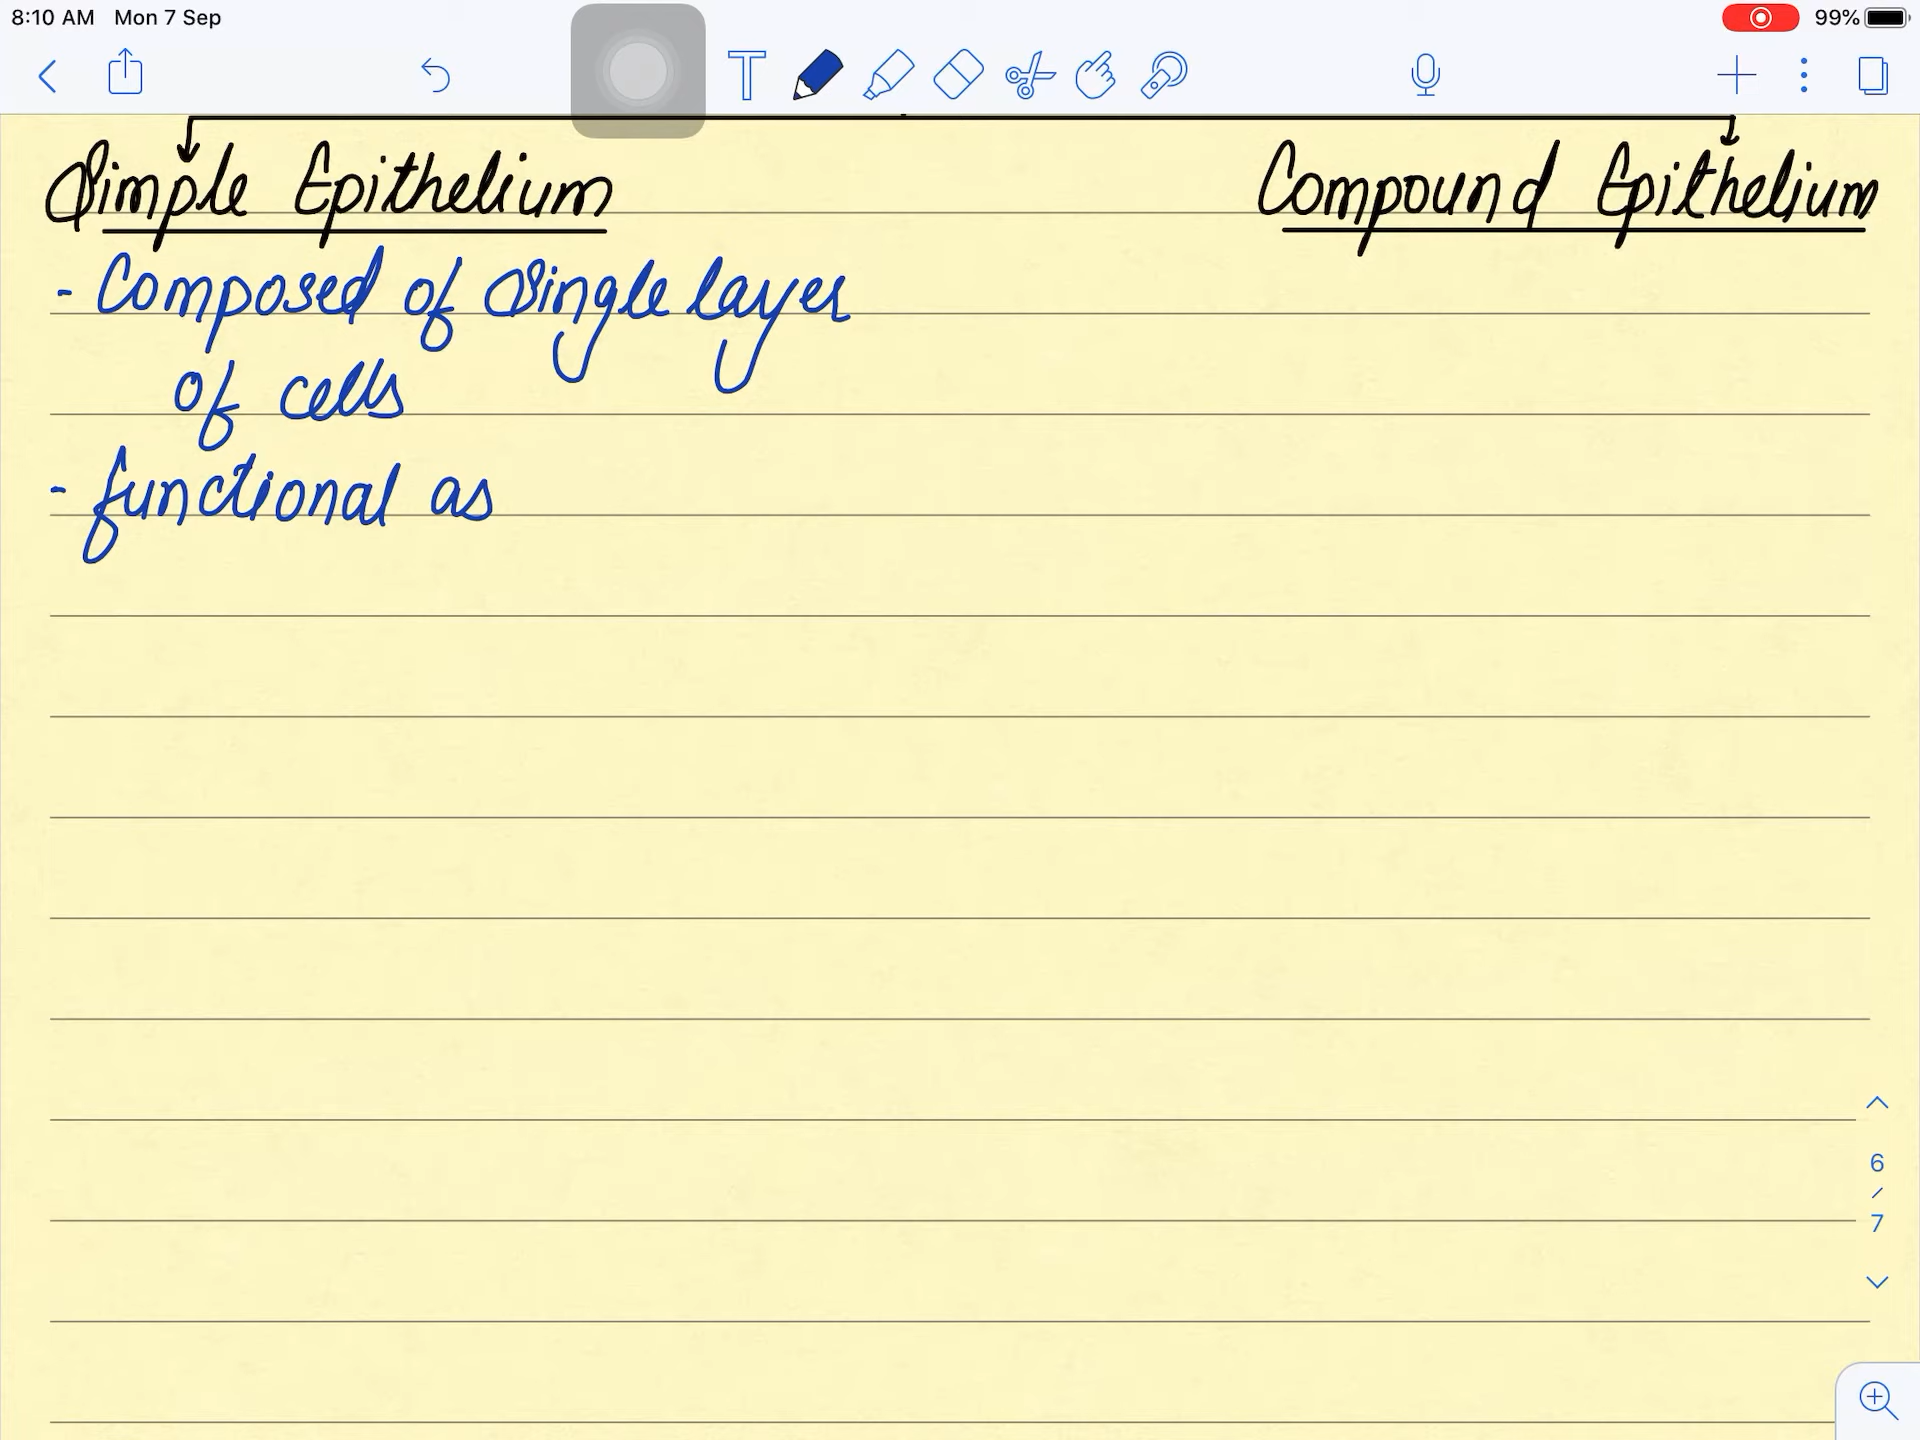 8:10 AM Mon 7 Sep 99%
T
Simple Epithelium Compound Epithelium
- Composed of Single layer
of cells
- functional as
6
/
7